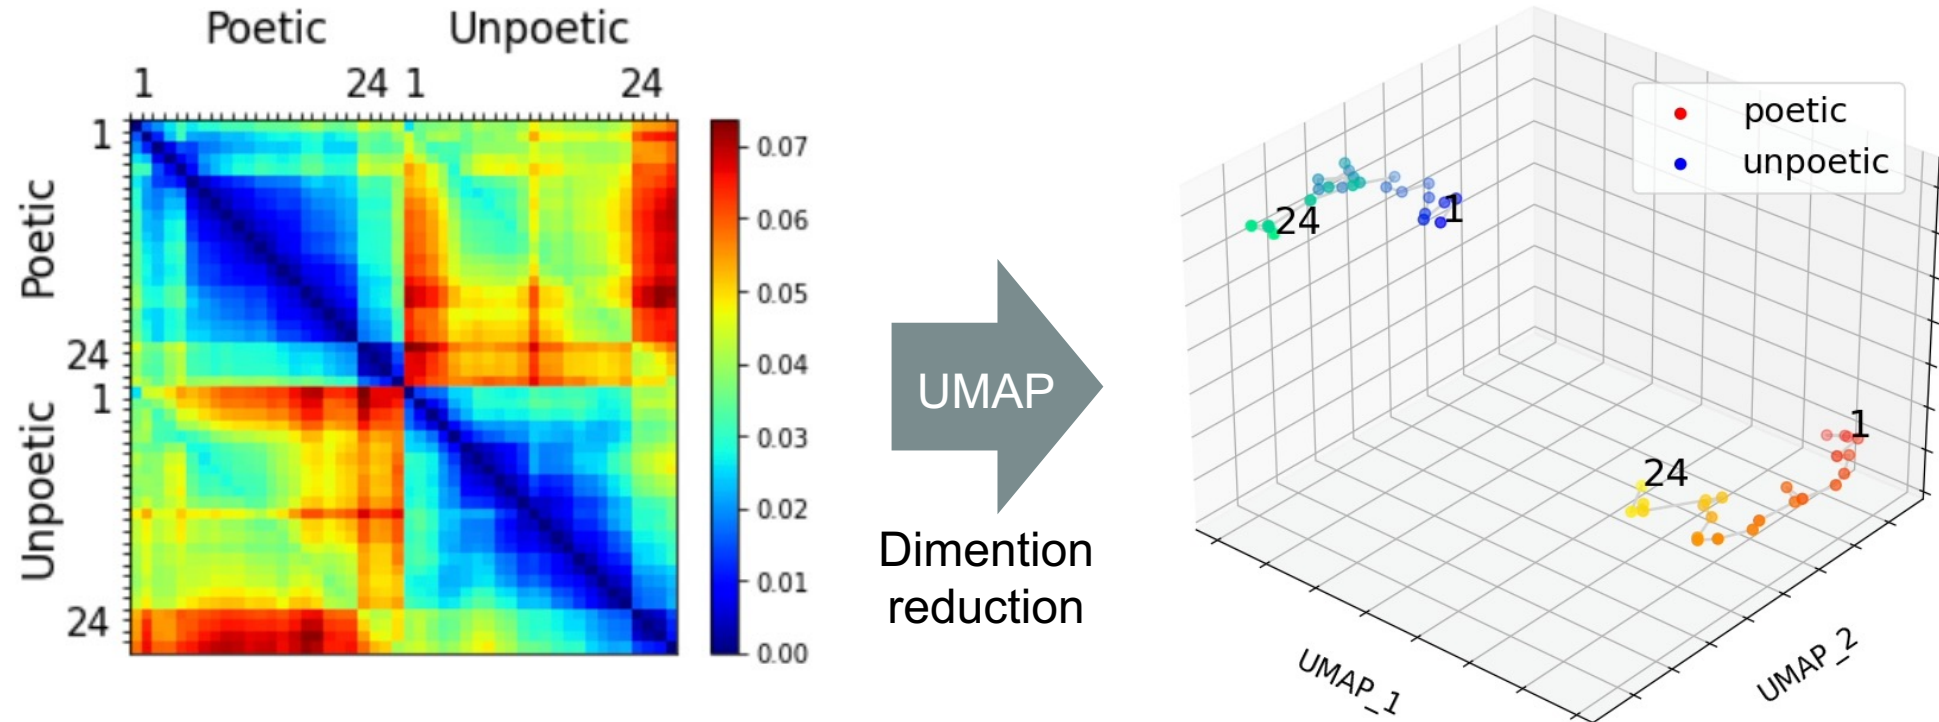 Poetic Unpoetic
1 24 1 24
1
Poetic
24
1
Unpoetic
24
0.07
0.06
0.05
0.04
0.03
0.02
0.01
0.00
UMAP
Dimention
reduction
poetic
unpoetic
24
1
1
24
UMAP_1
UMAP_2